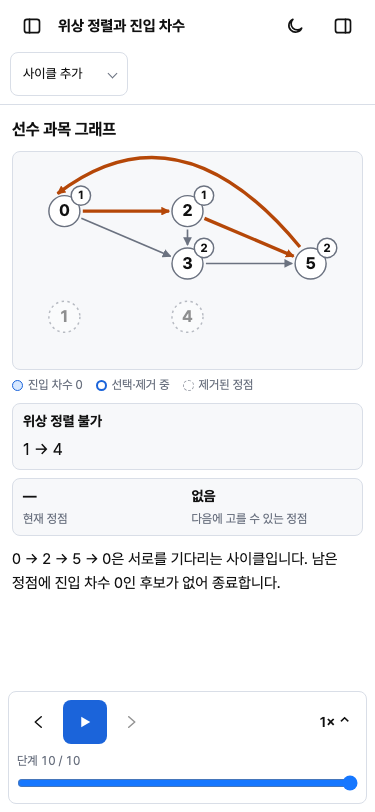 위상 정렬과 진입 차수
사이클 추가
선수 과목 그래프
1
1
0
2
2
2
3
5
1
4
진입 차수 0
선택·제거 중
제거된 정점
위상 정렬 불가
1 → 4
— 없음
현재 정점 다음에 고를 수 있는 정점
0 → 2 → 5 → 0은 서로를 기다리는 사이클입니다. 남은
정점에 진입 차수 0인 후보가 없어 종료합니다.
1×
단계 10 / 10